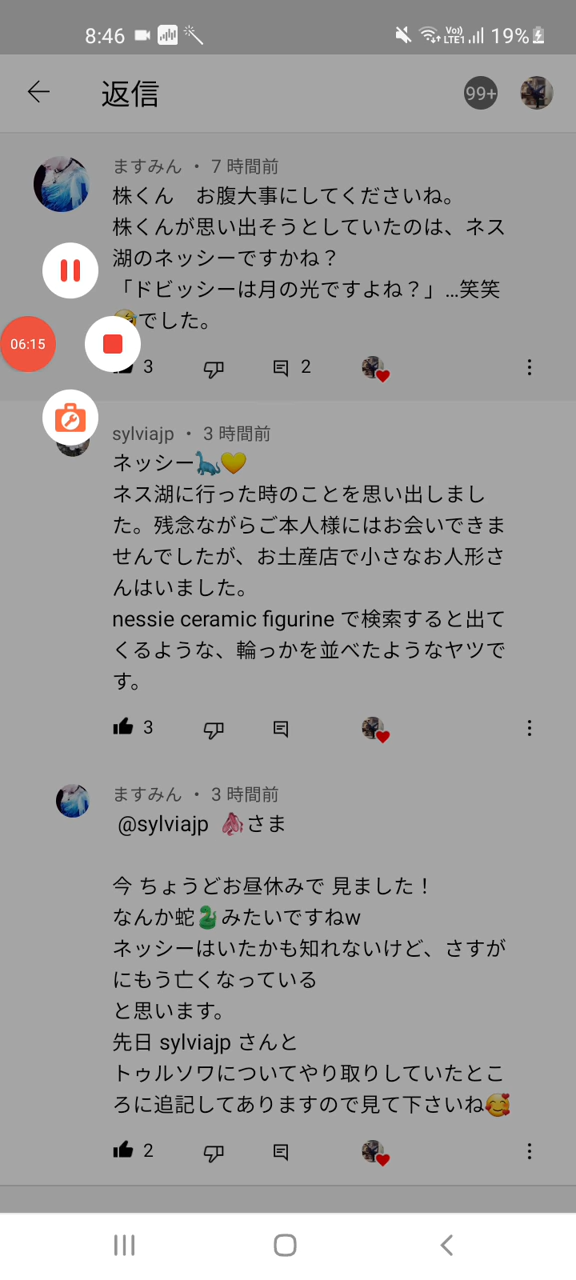 8:46 Vo)) LTE1 19%
返信 99+
ますみん ・ 7 時間前
株くん　お腹大事にしてくださいね。
株くんが思い出そうとしていたのは、ネス
湖のネッシーですかね？
「ドビッシーは月の光ですよね？」…笑笑
🤣でした。
06:15
3 2
sylviajp ・ 3 時間前
ネッシー🦕💛
ネス湖に行った時のことを思い出しまし
た。残念ながらご本人様にはお会いできま
せんでしたが、お土産店で小さなお人形さ
んはいました。
nessie ceramic figurine で検索すると出て
くるような、輪っかを並べたようなヤツで
す。
3
ますみん ・ 3 時間前
@sylviajp 🩰さま
今 ちょうどお昼休みで 見ました！
なんか蛇🐍みたいですねw
ネッシーはいたかも知れないけど、さすが
にもう亡くなっている
と思います。
先日 sylviajp さんと
トゥルソワについてやり取りしていたとこ
ろに追記してありますので見て下さいね🥰
2